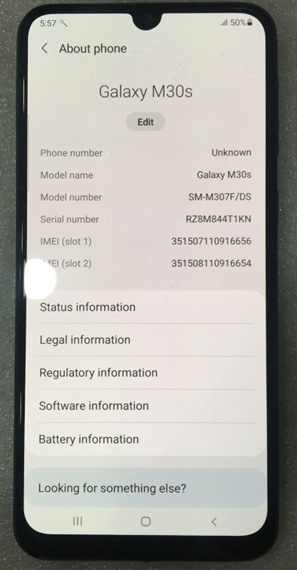 5:57 50%
About phone
Galaxy M30s
Edit
Phone number Unknown
Model name Galaxy M30s
Model number SM-M307F/DS
Serial number RZ8M844T1KN
IMEI (slot 1) 351507110916656
IMEI (slot 2) 351508110916654
Status information
Legal information
Regulatory information
Software information
Battery information
Looking for something else?